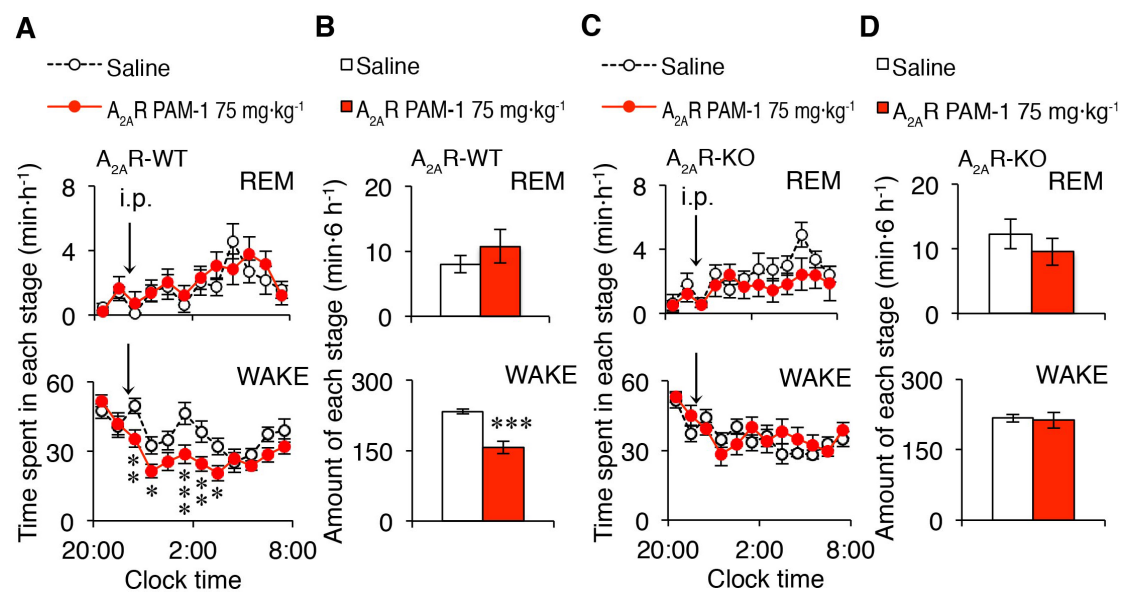 A
Saline
A2AR PAM-1 75 mg·kg-1
A2AR-WT
REM
i.p.
8
4
0
WAKE
60
30
0
20:00 2:00 8:00
Clock time
Time spent in each stage (min·h-1)
B
Saline
A2AR PAM-1 75 mg·kg-1
A2AR-WT
REM
20
10
0
WAKE
300
***
150
0
Amount of each stage (min·6 h-1)
C
Saline
A2AR PAM-1 75 mg·kg-1
A2AR-KO
REM
i.p.
8
4
0
WAKE
60
30
0
20:00 2:00 8:00
Clock time
Time spent in each stage (min·h-1)
D
Saline
A2AR PAM-1 75 mg·kg-1
A2AR-KO
REM
20
10
0
WAKE
300
150
0
Amount of each stage (min·6 h-1)